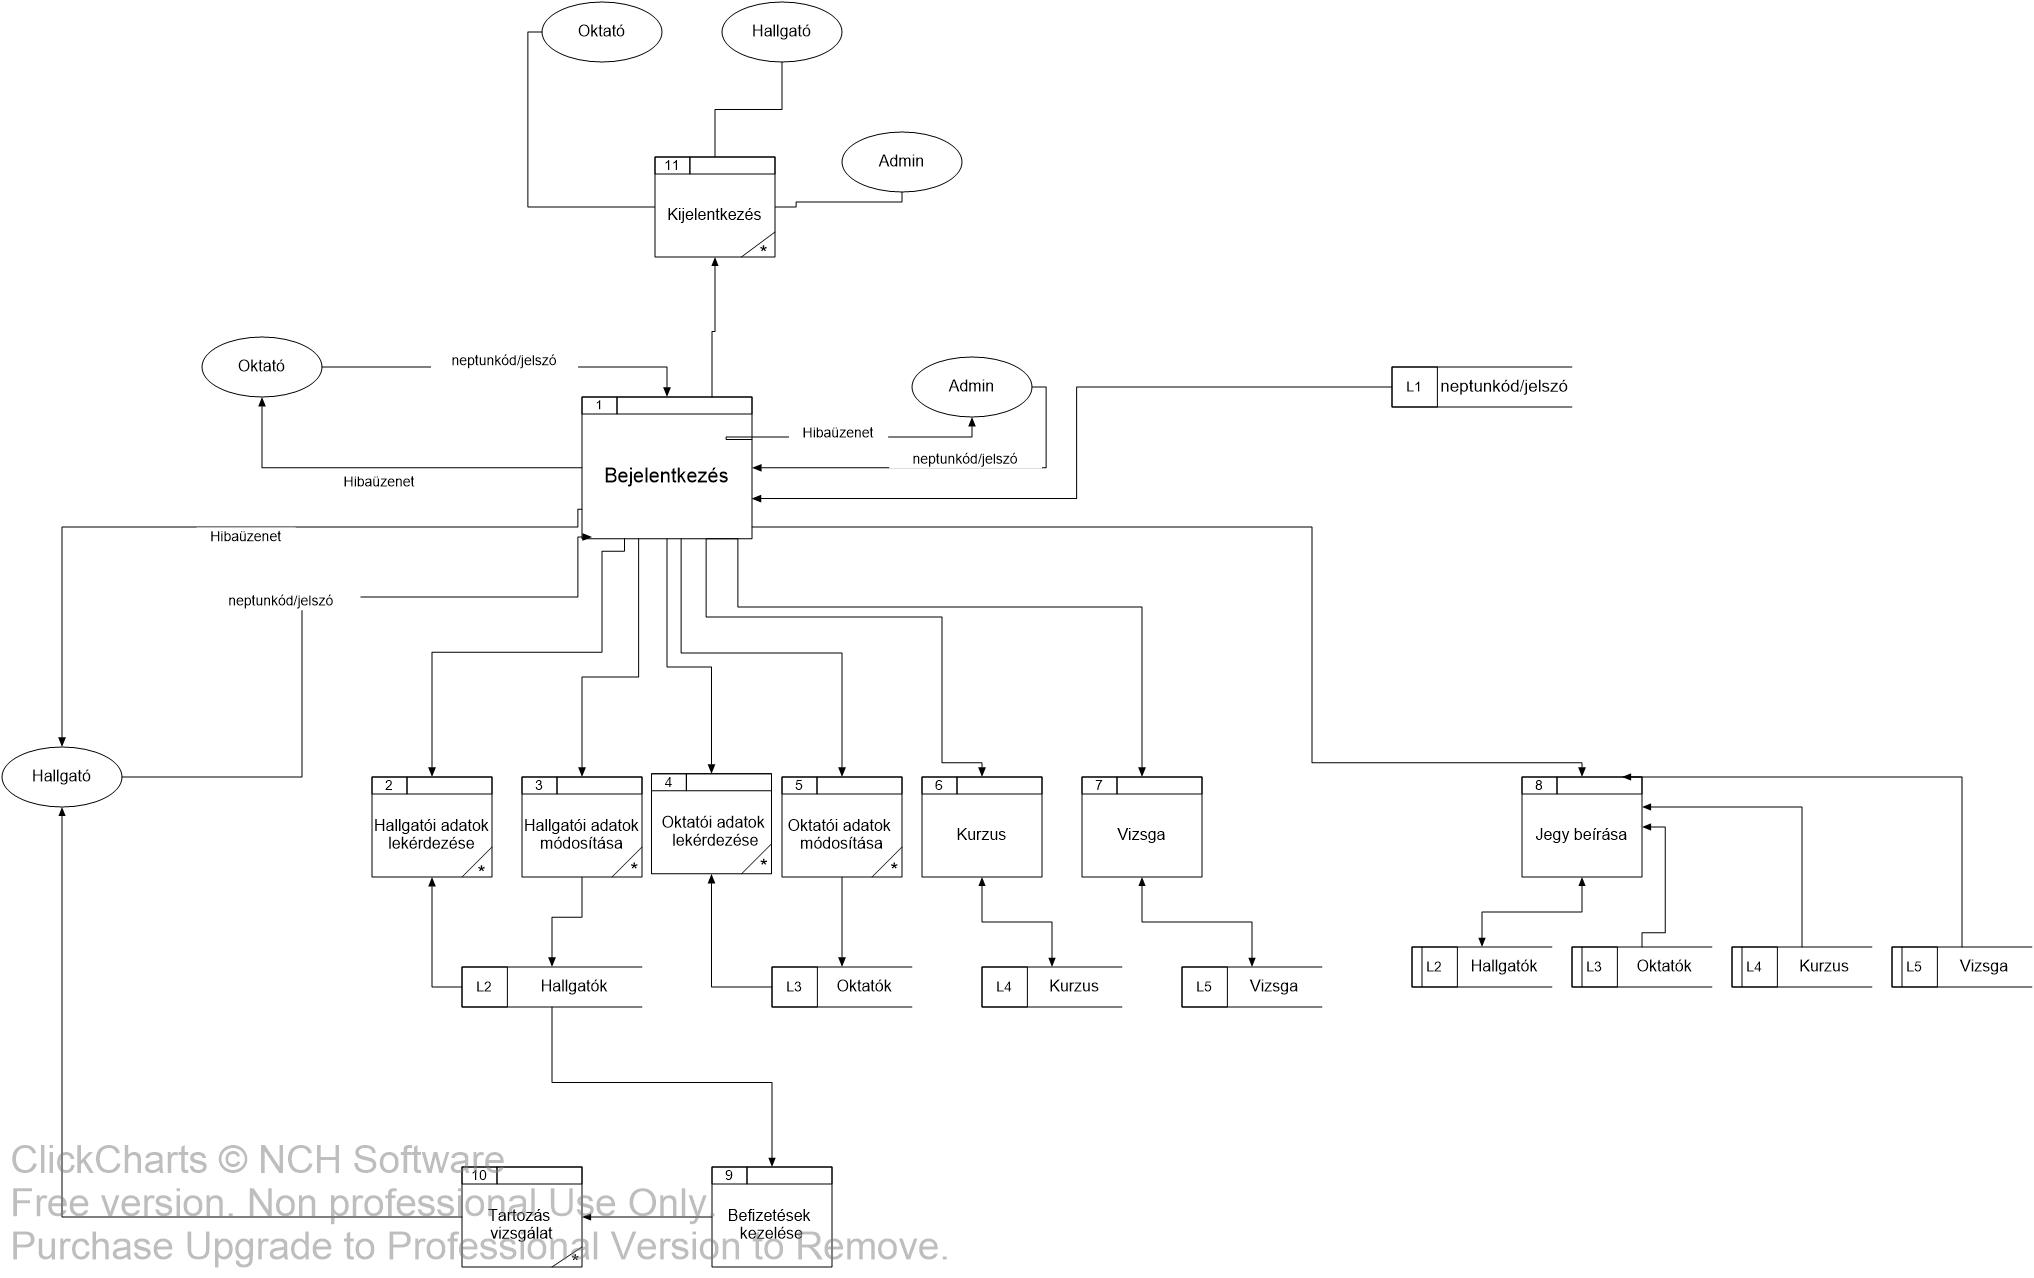 Oktató
Hallgató
Admin
11
Kijelentkezés
*
Oktató
neptunkód/jelszó
Admin
L1
neptunkód/jelszó
1
Hibaüzenet
neptunkód/jelszó
Bejelentkezés
Hibaüzenet
Hibaüzenet
neptunkód/jelszó
Hallgató
2
Hallgatói adatok
lekérdezése
*
3
Hallgatói adatok
módosítása
*
4
Oktatói adatok
lekérdezése
*
5
Oktatói adatok
módosítása
*
6
Kurzus
7
Vizsga
8
Jegy beírása
L2
Hallgatók
L3
Oktatók
L4
Kurzus
L5
Vizsga
L2
Hallgatók
L3
Oktatók
L4
Kurzus
L5
Vizsga
10
Tartozás
vizsgálat
*
9
Befizetések
kezelése
ClickCharts © NCH Software
Free version. Non professional Use Only.
Purchase Upgrade to Professional Version to Remove.